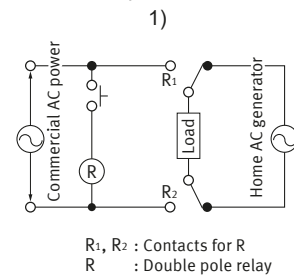 1)
Commercial AC power
R1
Load
Home AC generator
R
R2
R1, R2 : Contacts for R
R : Double pole relay